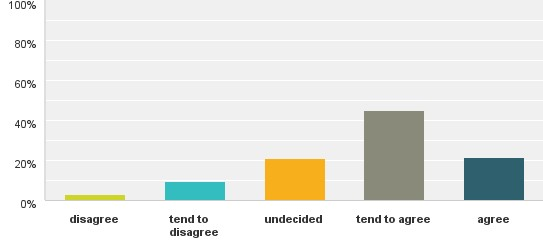 100%
80%
60%
40%
20%
0%
disagree
tend to
disagree
undecided
tend to agree
agree